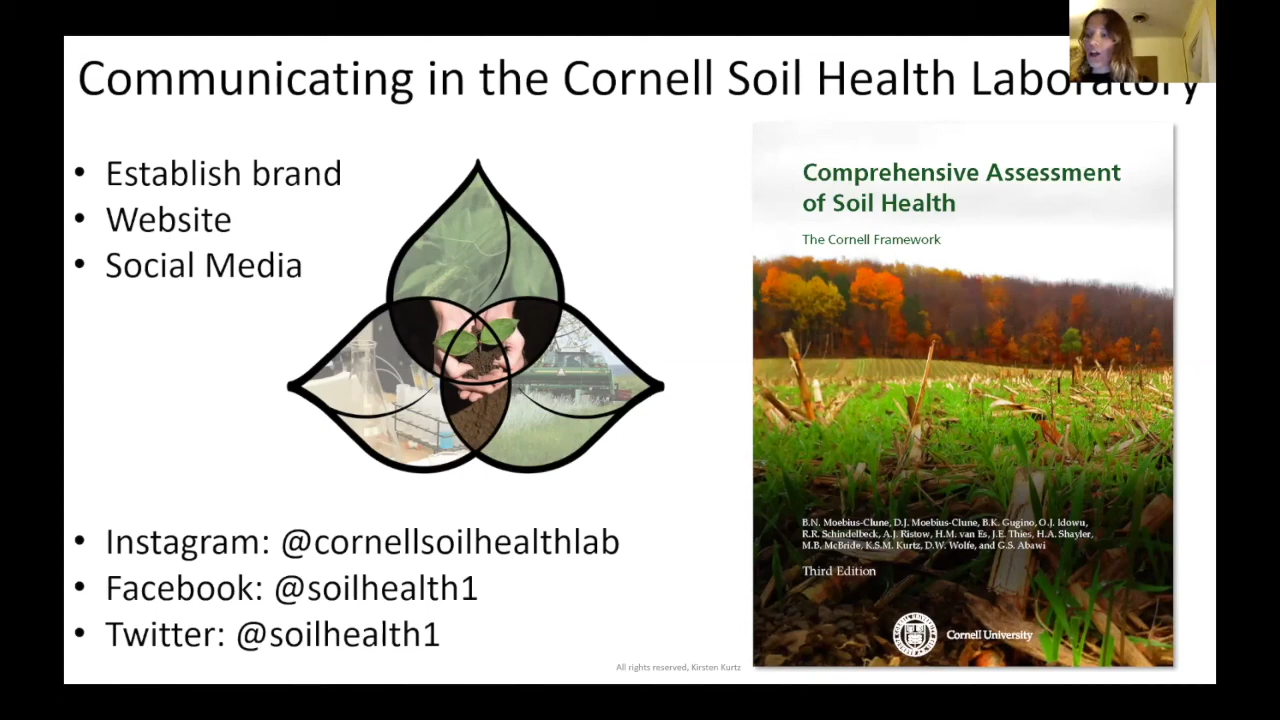 Communicating in the Cornell Soil Health Laboratory
• Establish brand
• Website
• Social Media
Comprehensive Assessment
of Soil Health
The Cornell Framework
B.N. Moebius-Clune, D.J. Moebius-Clune, B.K. Gugino, O.J. Idowu,
R.R. Schindelbeck, A.J. Ristow, H.M. van Es, J.E. Thies, H.A. Shayler,
M.B. McBride, K.S.M. Kurtz, D.W. Wolfe, and G.S. Abawi
Third Edition
Cornell University
• Instagram: @cornellsoilhealthlab
• Facebook: @soilhealth1
• Twitter: @soilhealth1
All rights reserved, Kirsten Kurtz